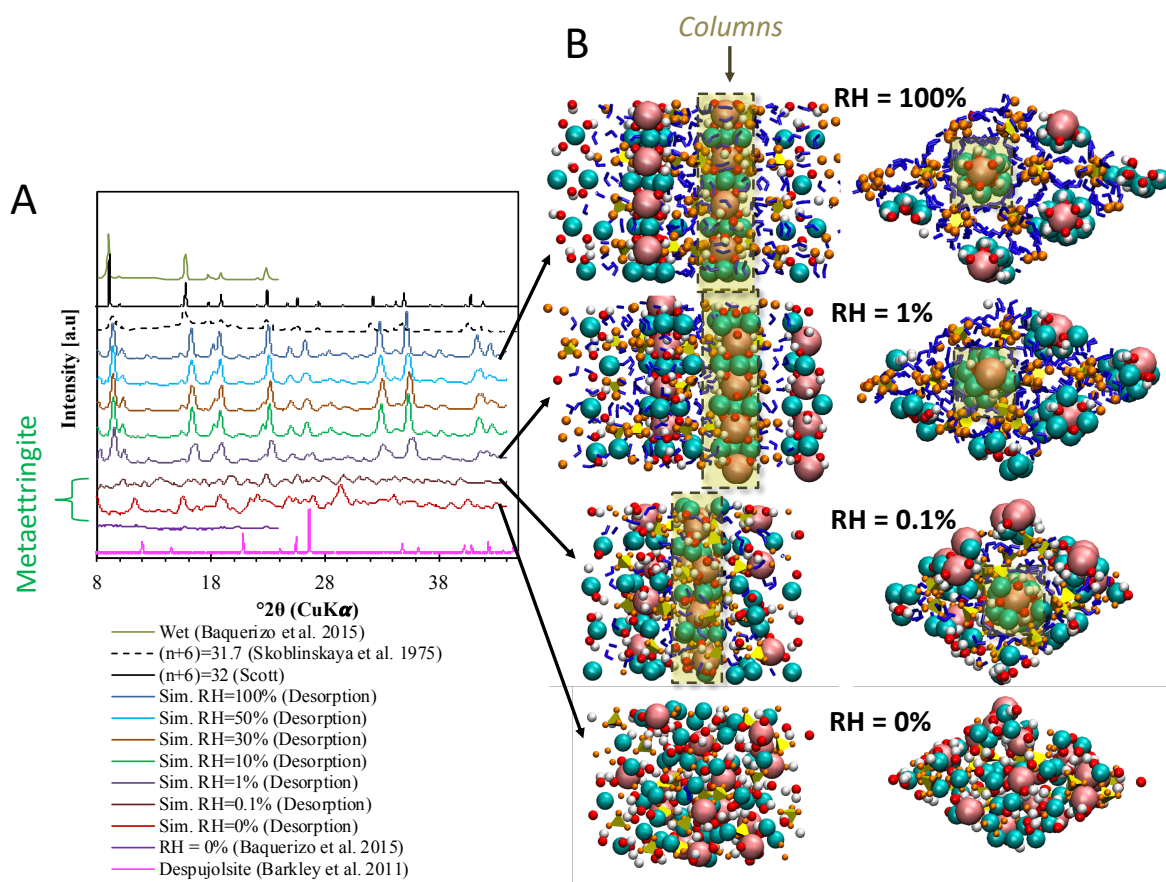 Columns
B
RH = 100%
A
RH = 1%
Intensity [a.u]
Metaettringite
RH = 0.1%
8 18 28 38
°2θ (CuKα)
RH = 0%
Wet (Baquerizo et al. 2015)
(n+6)=31.7 (Skoblinskaya et al. 1975)
(n+6)=32 (Scott)
Sim. RH=100% (Desorption)
Sim. RH=50% (Desorption)
Sim. RH=30% (Desorption)
Sim. RH=10% (Desorption)
Sim. RH=1% (Desorption)
Sim. RH=0.1% (Desorption)
Sim. RH=0% (Desorption)
RH = 0% (Baquerizo et al. 2015)
Despujolsite (Barkley et al. 2011)